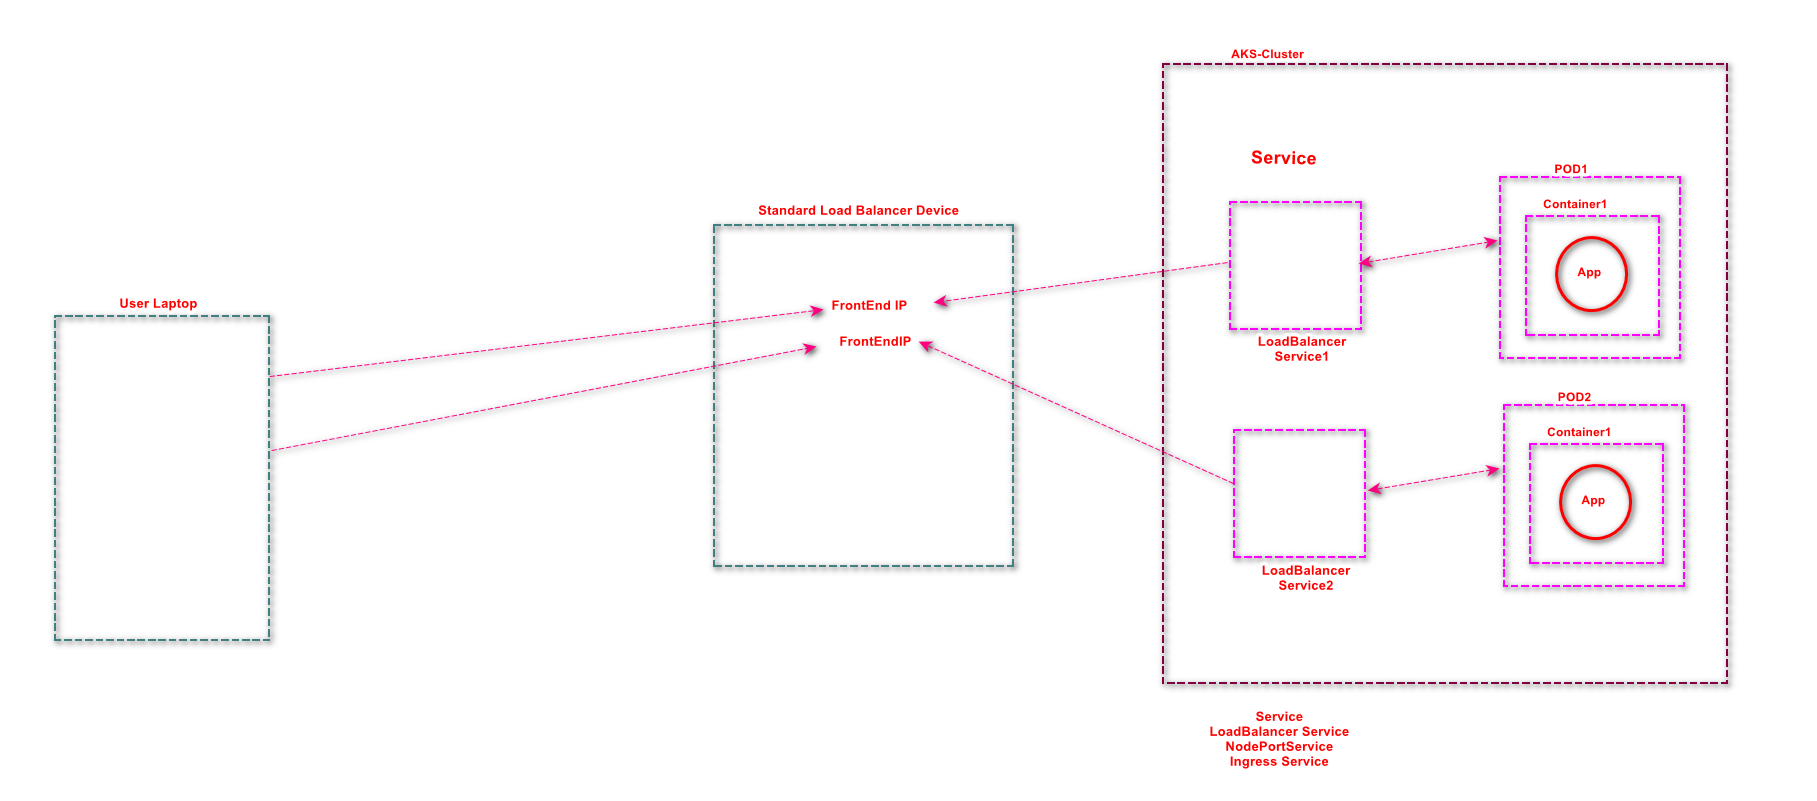 AKS-Cluster
Service
POD1
Container1
App
Standard Load Balancer Device
FrontEnd IP
FrontEndIP
User Laptop
LoadBalancer
Service1
POD2
Container1
App
LoadBalancer
Service2
Service
LoadBalancer Service
NodePortService
Ingress Service